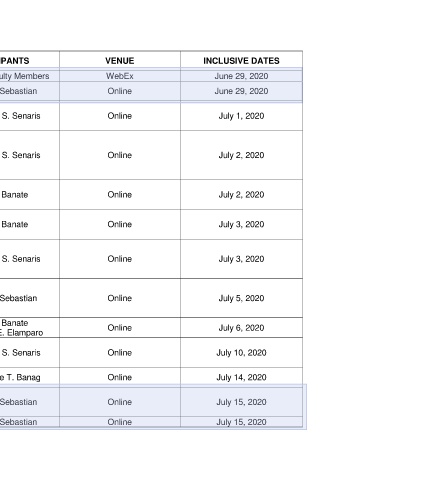 PANTS VENUE INCLUSIVE DATES
ulty Members WebEx June 29, 2020
Sebastian Online June 29, 2020
S. Senaris Online July 1, 2020
S. Senaris Online July 2, 2020
Banate Online July 2, 2020
Banate Online July 3, 2020
S. Senaris Online July 3, 2020
Sebastian Online July 5, 2020
Banate
E. Elamparo Online July 6, 2020
S. Senaris Online July 10, 2020
e T. Banag Online July 14, 2020
Sebastian Online July 15, 2020
Sebastian Online July 15, 2020